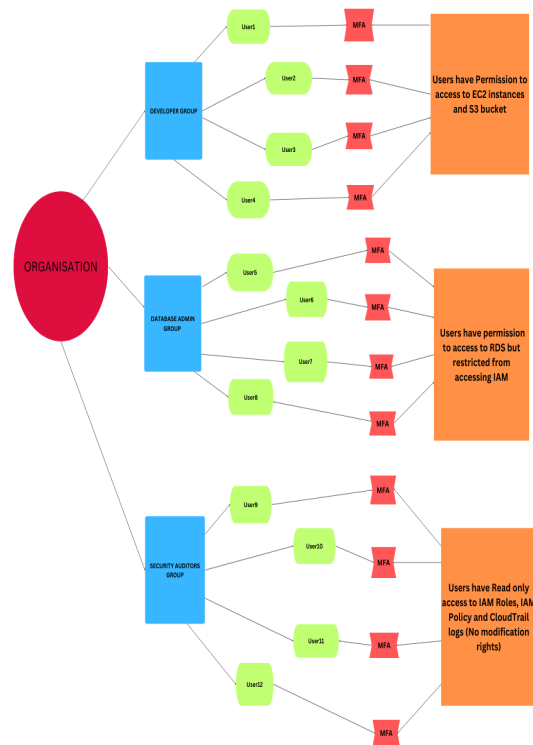 ORGANISATION
DEVELOPER GROUP
User1
MFA
User2
MFA
User3
MFA
User4
MFA
Users have Permission to
access to EC2 instances
and S3 bucket
DATABASE ADMIN
GROUP
User5
MFA
User6
MFA
User7
MFA
User8
MFA
Users have permission
to access to RDS but
restricted from
accessing IAM
SECURITY AUDITORS
GROUP
User9
MFA
User10
MFA
User11
MFA
User12
MFA
Users have Read only
access to IAM Roles, IAM
Policy and CloudTrail
logs (No modification
rights)